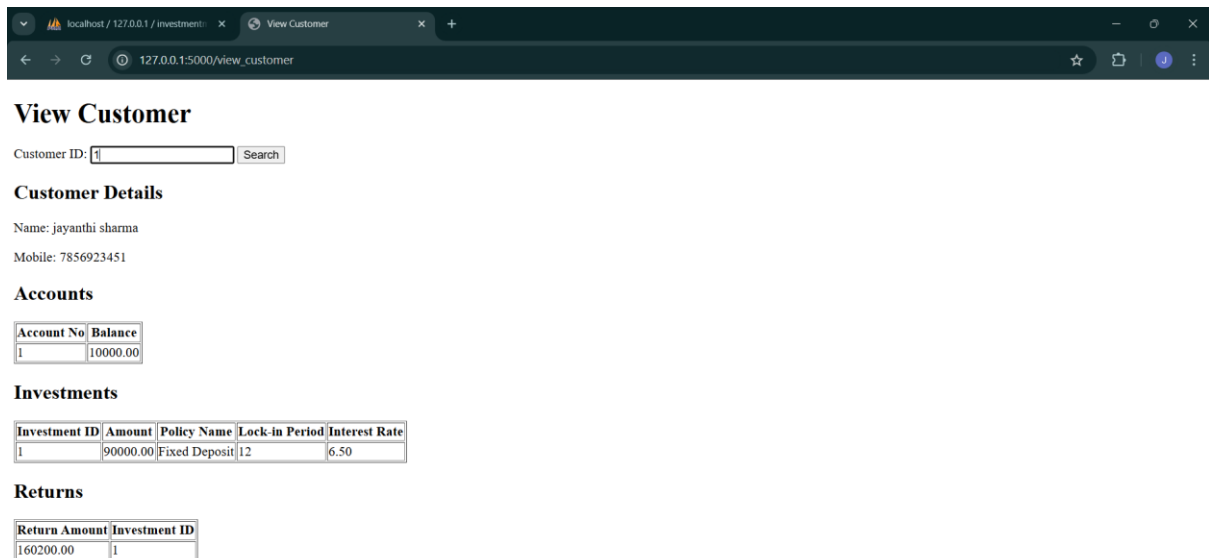 localhost / 127.0.0.1 / investment
View Customer
127.0.0.1:5000/view_customer
J
View Customer
Customer ID: 1 Search
Customer Details
Name: jayanthi sharma
Mobile: 7856923451
Accounts
Account No Balance
1 10000.00
Investments
Investment ID Amount Policy Name Lock-in Period Interest Rate
1 90000.00 Fixed Deposit 12 6.50
Returns
Return Amount Investment ID
160200.00 1